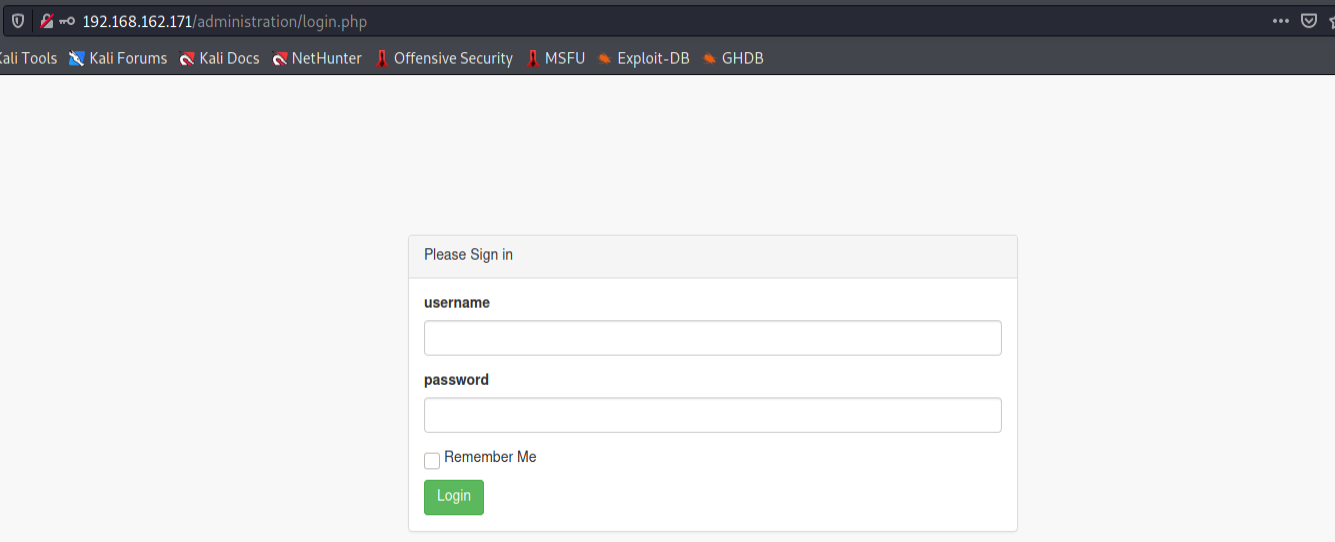 192.168.162.171/administration/login.php
Kali Tools Kali Forums Kali Docs NetHunter Offensive Security MSFU Exploit-DB GHDB
Please Sign in
username
password
Remember Me
Login